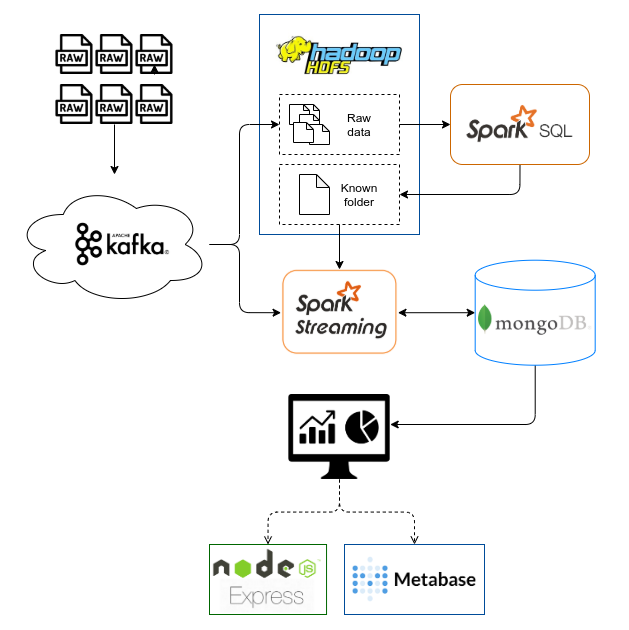 RAW RAW RAW
RAW RAW RAW
hadoop
HDFS
Raw
data
Spark SQL
Known
folder
APACHE
kafka
Spark
Streaming
mongoDB
node
JS
Express
Metabase